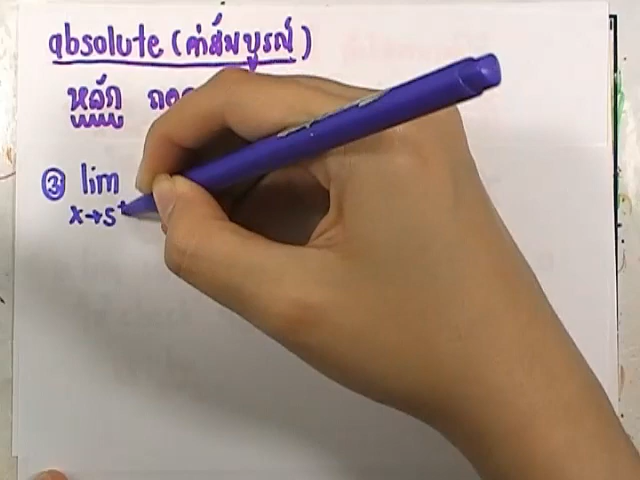 absolute (ค่าสัมบูรณ์)
หลัก
③ lim
x→5⁺